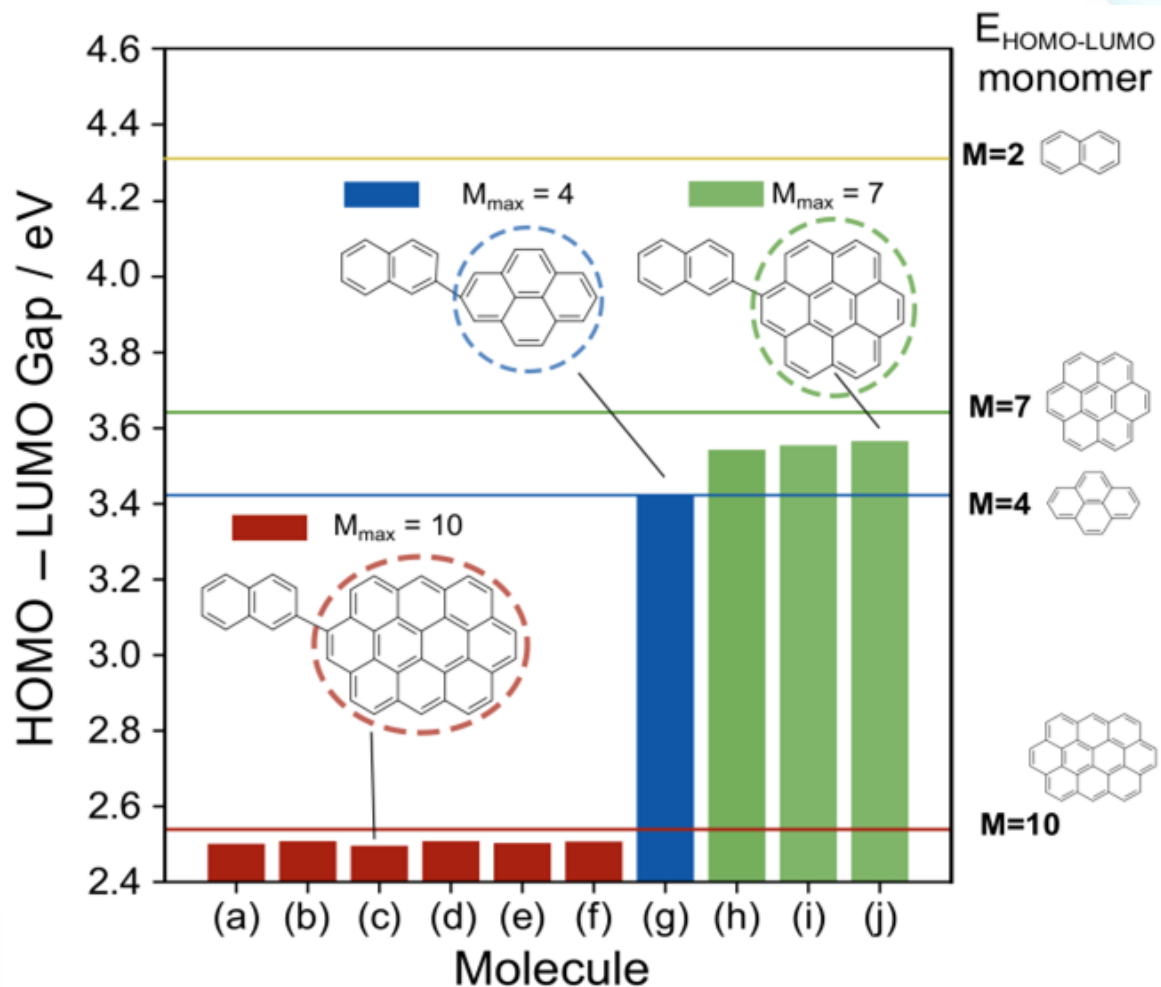 E_HOMO-LUMO
monomer
HOMO – LUMO Gap / eV
4.6
4.4
4.2
4.0
3.8
3.6
3.4
3.2
3.0
2.8
2.6
2.4
M=2
M_max = 4
M_max = 7
M=7
M=4
M_max = 10
M=10
(a) (b) (c) (d) (e) (f) (g) (h) (i) (j)
Molecule